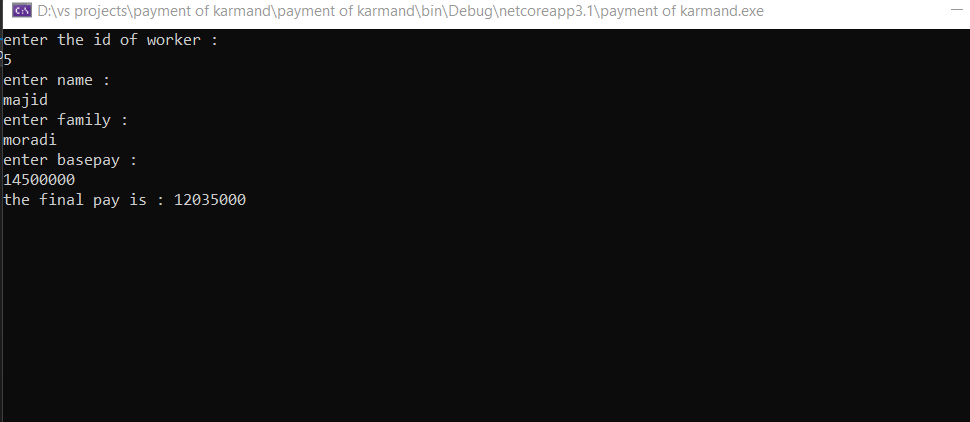 D:\vs projects\payment of karmand\payment of karmand\bin\Debug\netcoreapp3.1\payment of karmand.exe
enter the id of worker :
5
enter name :
majid
enter family :
moradi
enter basepay :
14500000
the final pay is : 12035000